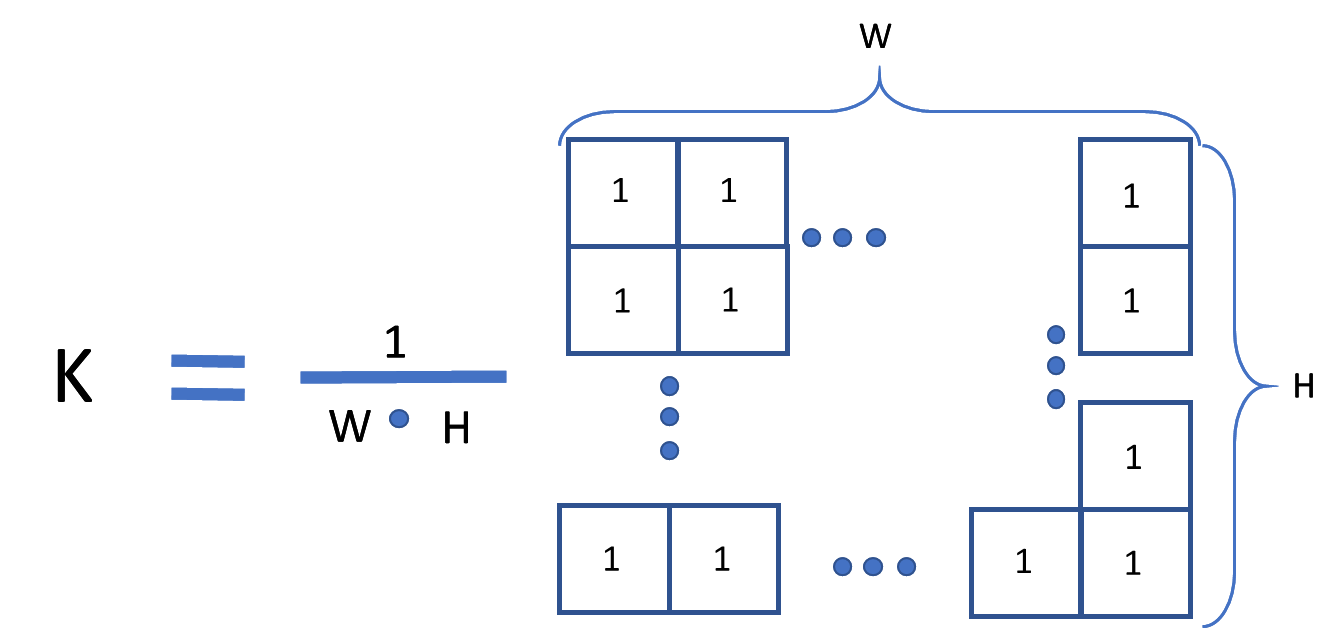 W
1 1 1
1 1 1
K = 1
W • H
H
1
1 1 1 1